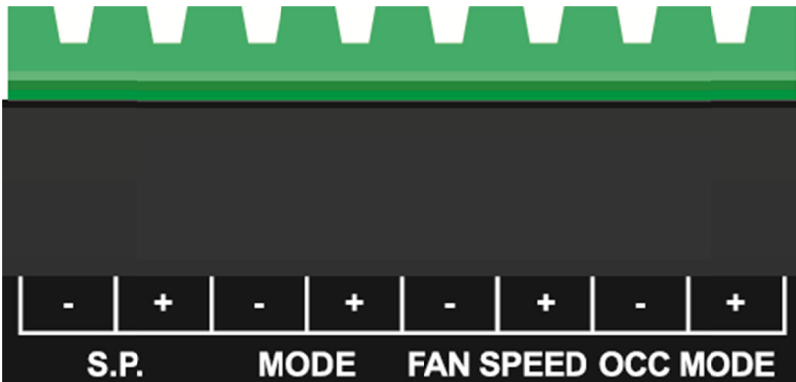 - + - + - + - +
S.P. MODE FAN SPEED OCC MODE